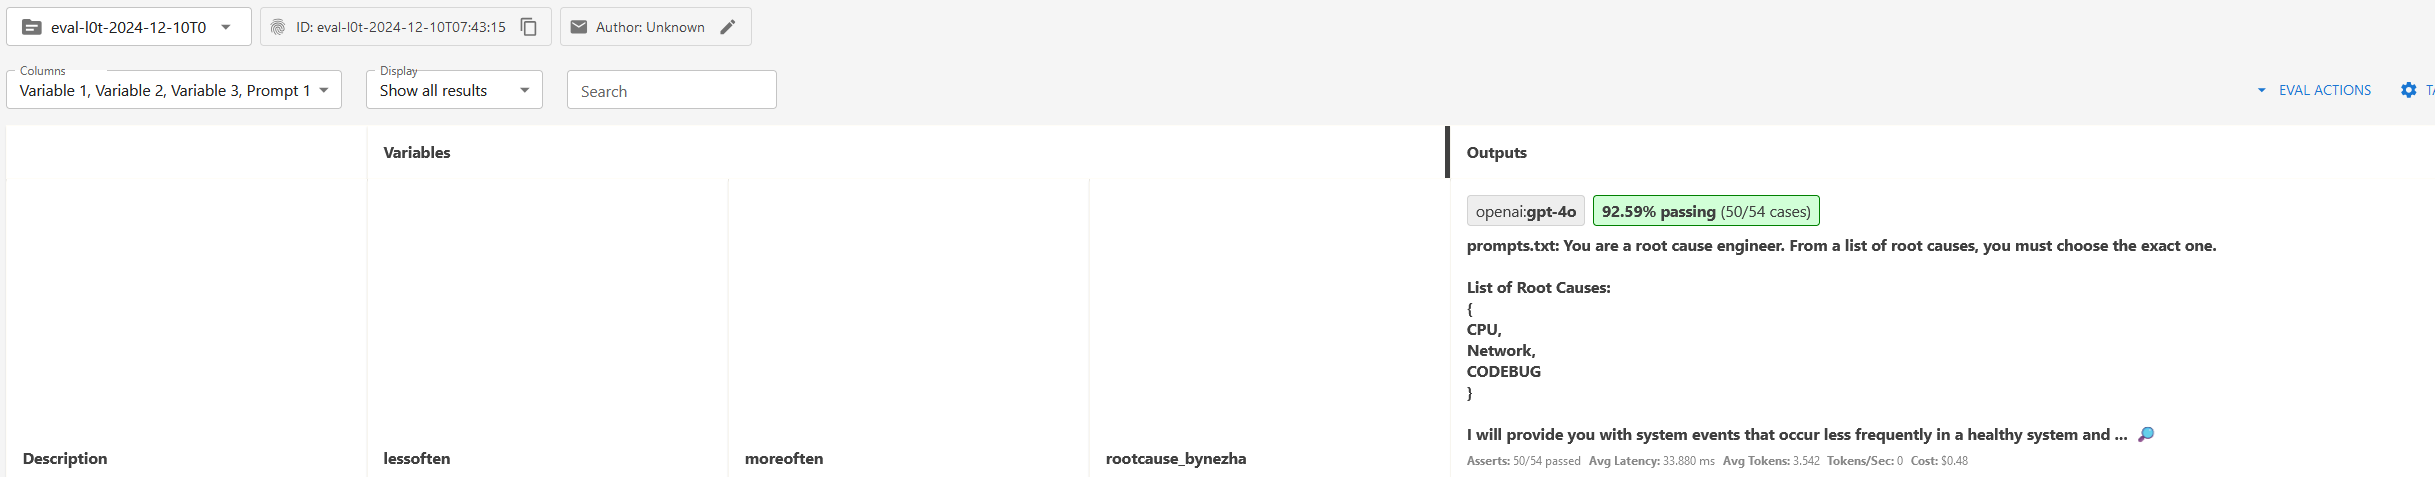 eval-l0t-2024-12-10T0
ID: eval-l0t-2024-12-10T07:43:15
Author: Unknown
Columns
Variable 1, Variable 2, Variable 3, Prompt 1
Display
Show all results
Search
EVAL ACTIONS
TA
Variables
Outputs
openai:gpt-4o
92.59% passing (50/54 cases)
prompts.txt: You are a root cause engineer. From a list of root causes, you must choose the exact one.
List of Root Causes:
{
CPU,
Network,
CODEBUG
}
I will provide you with system events that occur less frequently in a healthy system and ...
Description
lessoften
moreoften
rootcause_bynezha
Asserts: 50/54 passed Avg Latency: 33.880 ms Avg Tokens: 3.542 Tokens/Sec: 0 Cost: $0.48